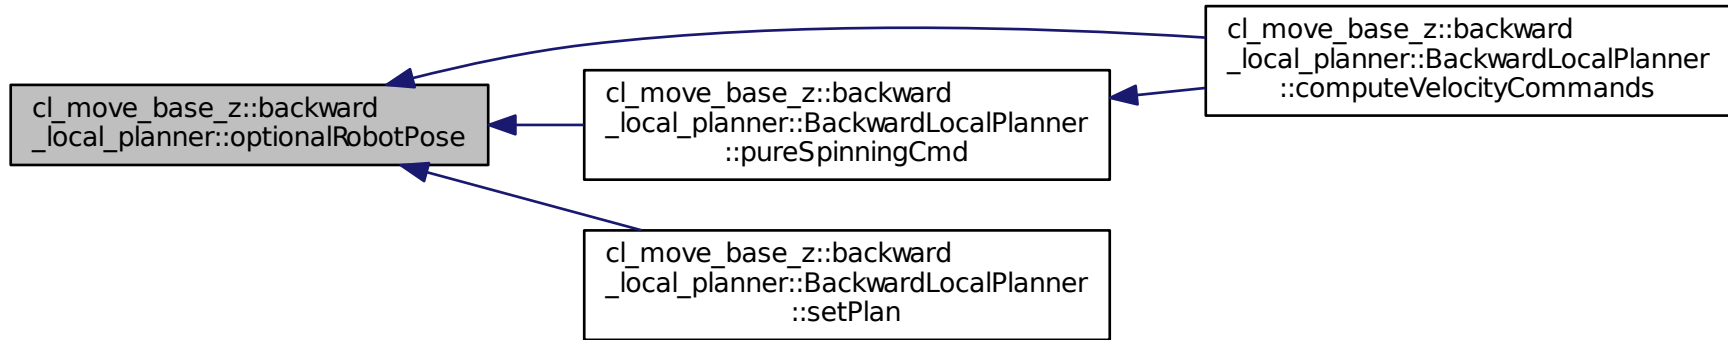 cl_move_base_z::backward
_local_planner::optionalRobotPose
cl_move_base_z::backward
_local_planner::BackwardLocalPlanner
::pureSpinningCmd
cl_move_base_z::backward
_local_planner::BackwardLocalPlanner
::setPlan
cl_move_base_z::backward
_local_planner::BackwardLocalPlanner
::computeVelocityCommands